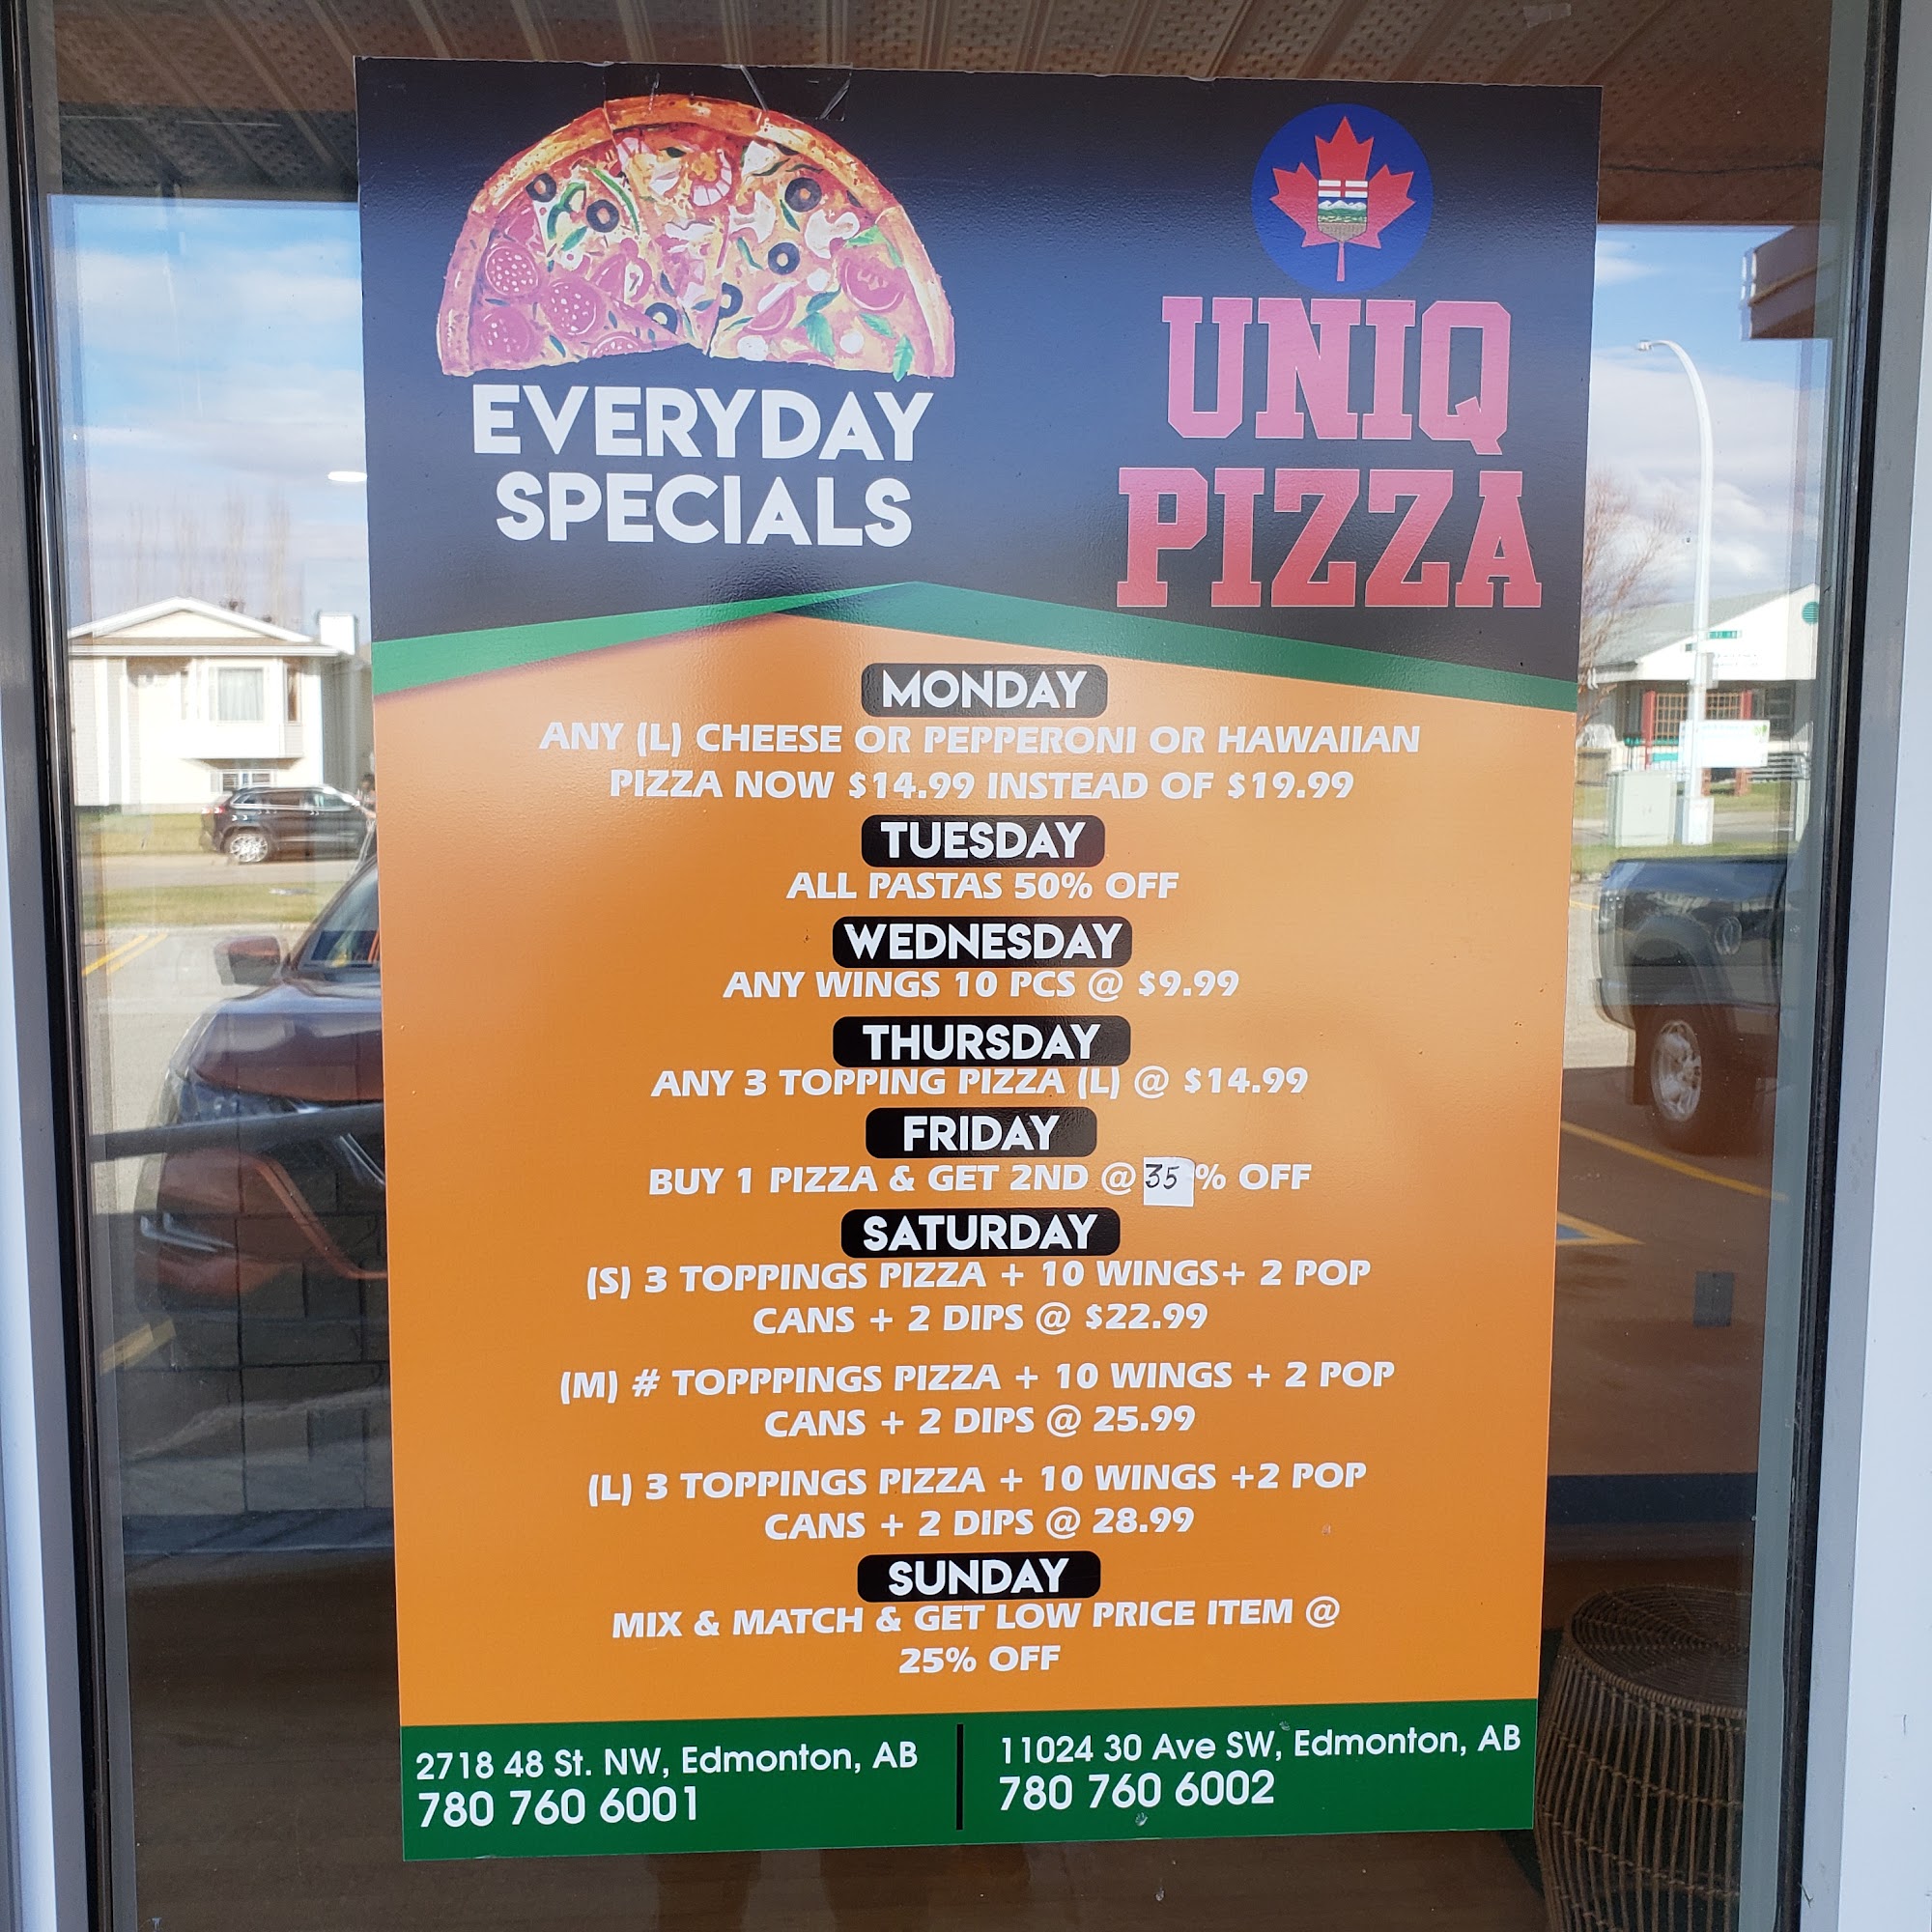 EVERYDAY
SPECIALS
UNIQ
PIZZA
MONDAY
ANY (L) CHEESE OR PEPPERONI OR HAWAIIAN
PIZZA NOW $14.99 INSTEAD OF $19.99
TUESDAY
ALL PASTAS 50% OFF
WEDNESDAY
ANY WINGS 10 PCS @ $9.99
THURSDAY
ANY 3 TOPPING PIZZA (L) @ $14.99
FRIDAY
BUY 1 PIZZA & GET 2ND @ 35 % OFF
SATURDAY
(S) 3 TOPPINGS PIZZA + 10 WINGS+ 2 POP
CANS + 2 DIPS @ $22.99
(M) # TOPPPINGS PIZZA + 10 WINGS + 2 POP
CANS + 2 DIPS @ 25.99
(L) 3 TOPPINGS PIZZA + 10 WINGS +2 POP
CANS + 2 DIPS @ 28.99
SUNDAY
MIX & MATCH & GET LOW PRICE ITEM @
25% OFF
2718 48 St. NW, Edmonton, AB
780 760 6001
11024 30 Ave SW, Edmonton, AB
780 760 6002